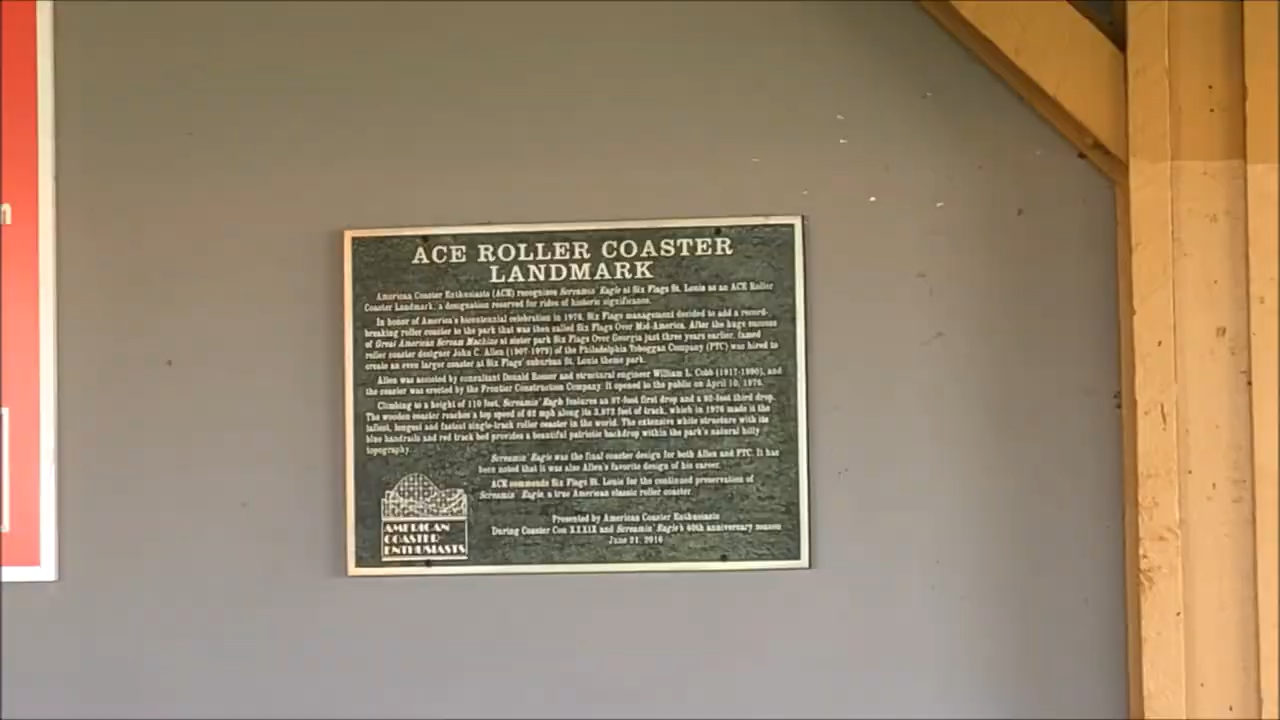 n
ACE ROLLER COASTER
LANDMARK
American Coaster Enthusiasts (ACE) recognizes Screamin' Eagle at Six Flags St. Louis as an ACE Roller
Coaster Landmark, a designation reserved for rides of historic significance.
In honor of America's bicentennial celebration in 1976, Six Flags management decided to add a record-
breaking roller coaster to the park that was then called Six Flags Over Mid-America. After the huge success
of Great American Scream Machine at sister park Six Flags Over Georgia just three years earlier, famed
roller coaster designer John C. Allen (1907-1979) of the Philadelphia Toboggan Company (PTC) was hired to
create an even larger coaster at Six Flags' suburban St. Louis theme park.
Allen was assisted by consultant Donald Rosser and structural engineer William L. Cobb (1917-1990), and
the coaster was erected by the Frontier Construction Company. It opened to the public on April 10, 1976.
Climbing to a height of 110 feet, Screamin' Eagle features an 87-foot first drop and a 92-foot third drop.
The wooden coaster reaches a top speed of 62 mph along its 3,872 feet of track, which in 1976 made it the
tallest, longest and fastest single-track roller coaster in the world. The extensive white structure with its
blue handrails and red track bed provides a beautiful patriotic backdrop within the park's natural hilly
topography.
Screamin' Eagle was the final coaster design for both Allen and PTC. It has
been noted that it was also Allen's favorite design of his career.
ACE commends Six Flags St. Louis for the continued preservation of
Screamin' Eagle, a true American classic roller coaster.
Presented by American Coaster Enthusiasts
During Coaster Con XXXIX and Screamin' Eagle's 40th anniversary season
June 21, 2016
AMERICAN
COASTER
ENTHUSIASTS